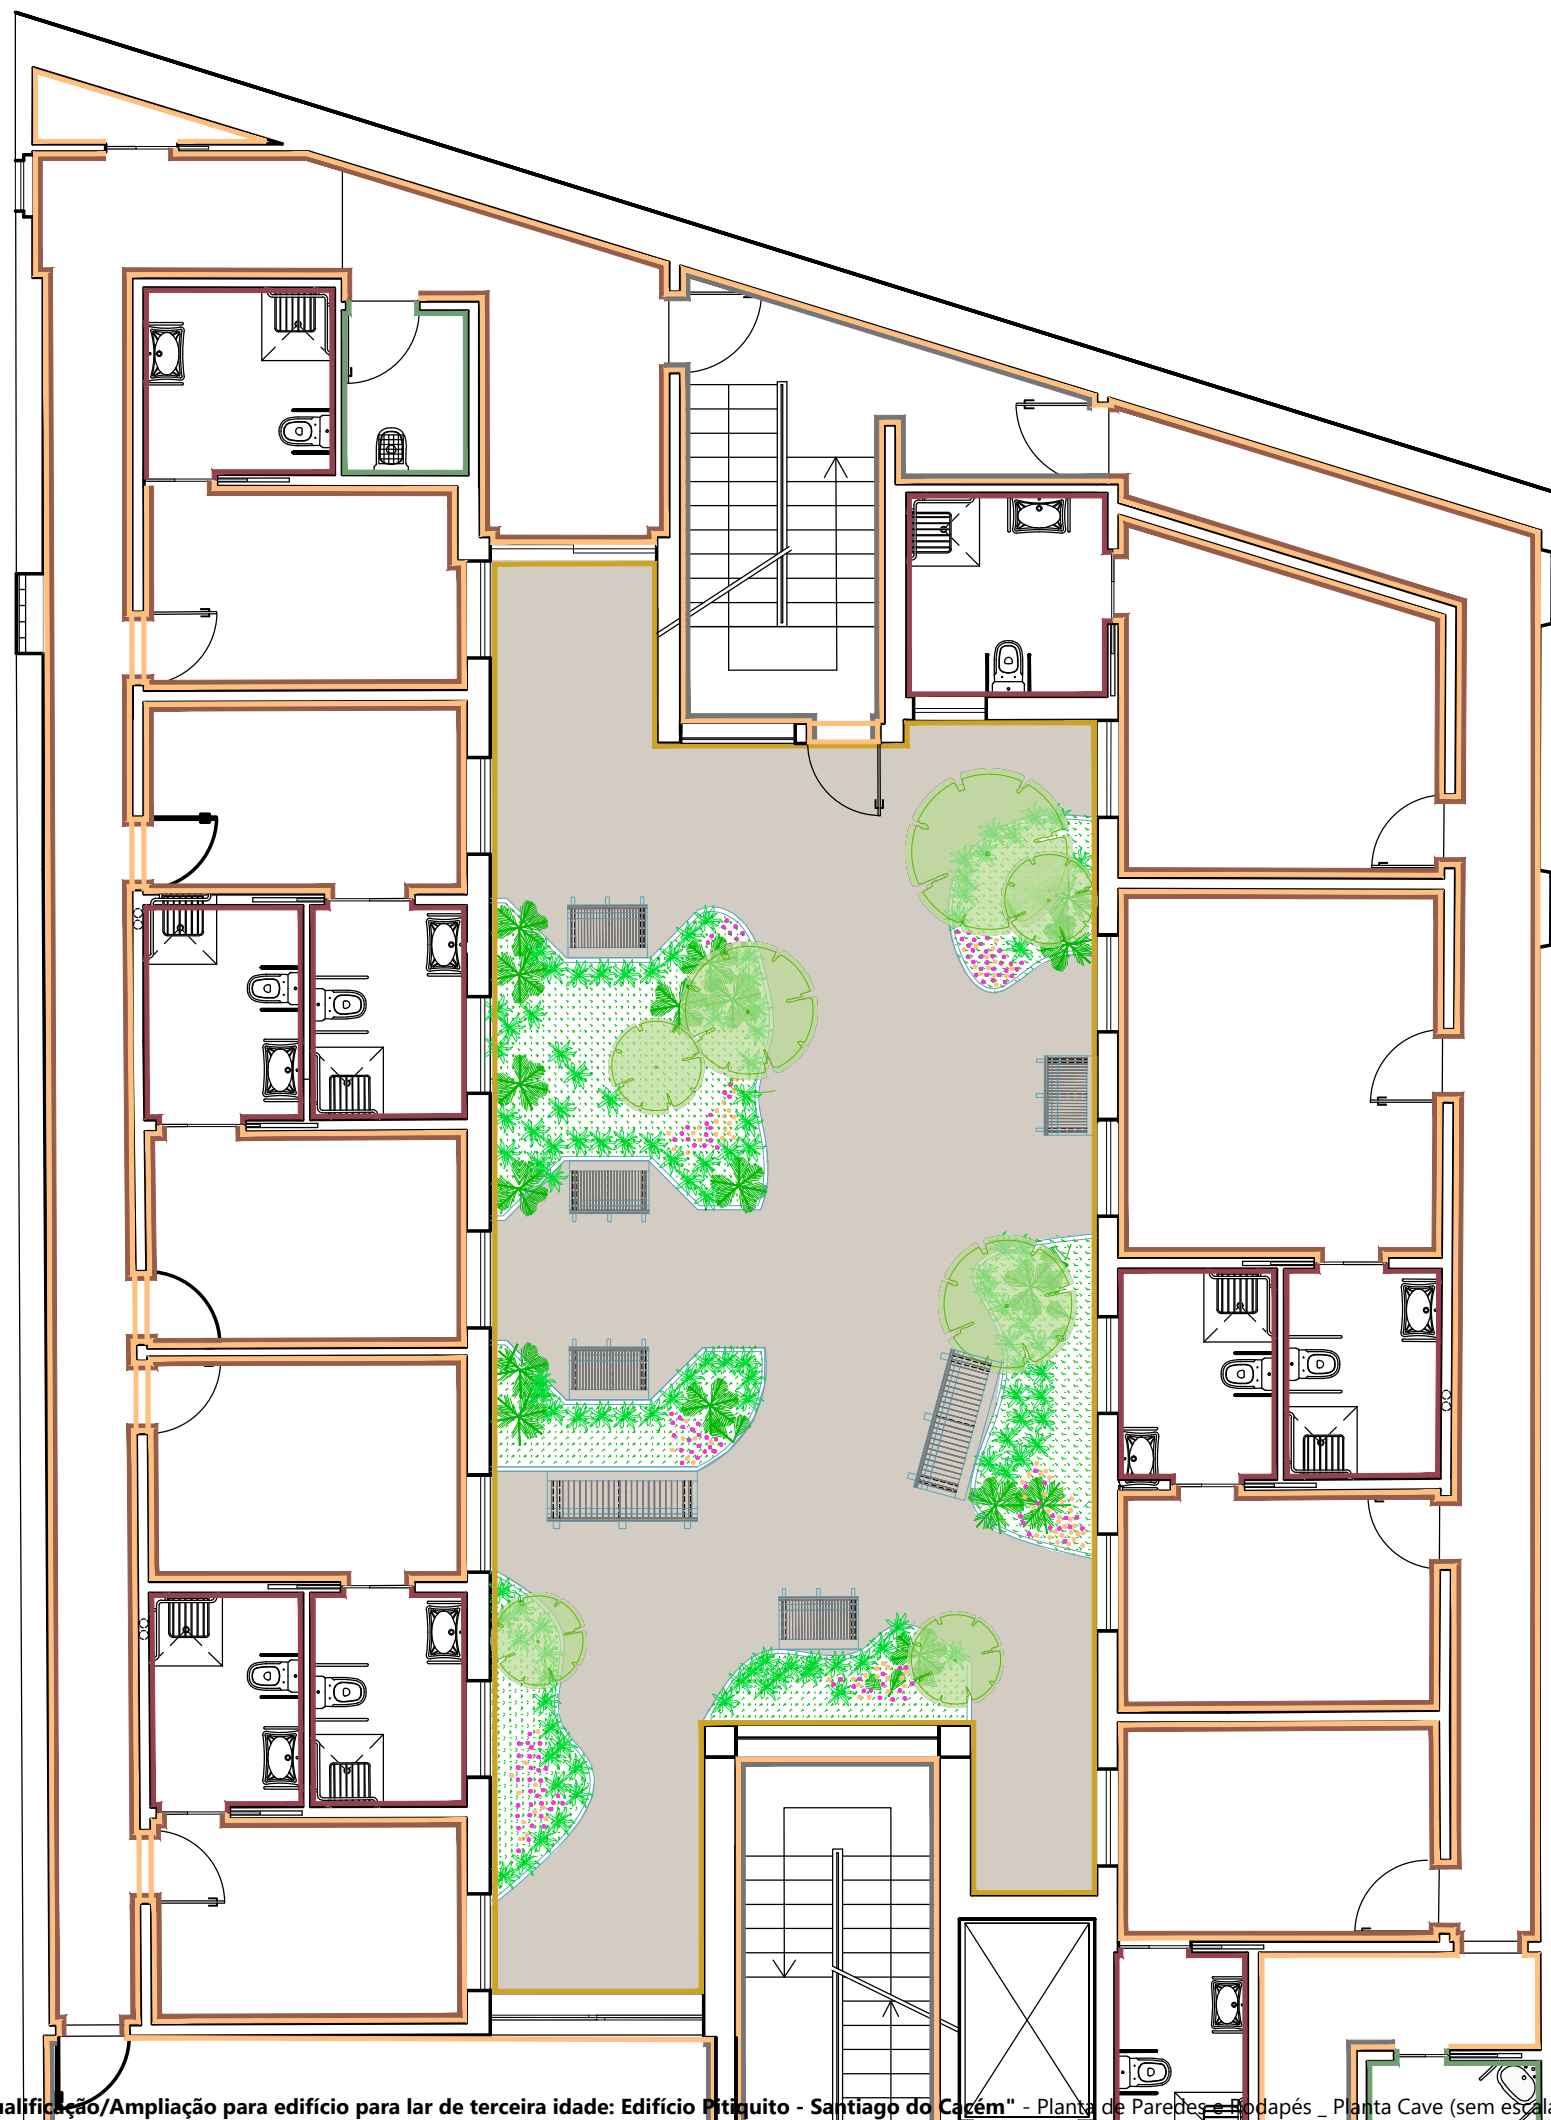 ualificação/Ampliação para edifício para lar de terceira idade: Edifício Pitiquito - Santiago do Cacém" - Planta de Paredes e Rodapés _ Planta Cave (sem escala